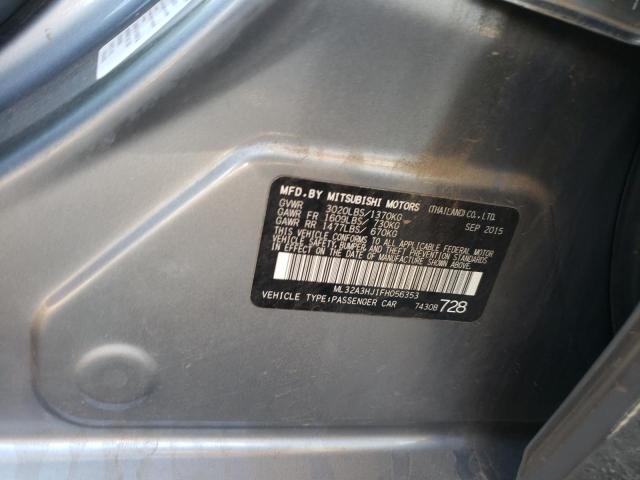 MFD.BY MITSUBISHI MOTORS (THAILAND) CO.,LTD.
GVWR 3020LBS/1370KG SEP 2015
GAWR FR 1609LBS/ 730KG
GAWR RR 1477LBS/ 670KG
THIS VEHICLE CONFORMS TO ALL APPLICABLE FEDERAL MOTOR
VEHICLE SAFETY,BUMPER AND THEFT PREVENTION STANDARDS
IN EFFECT ON THE DATE OF MANUFACTURE SHOWN ABOVE.
ML32A3HJ1FH056353
VEHICLE TYPE:PASSENGER CAR 7430B 728